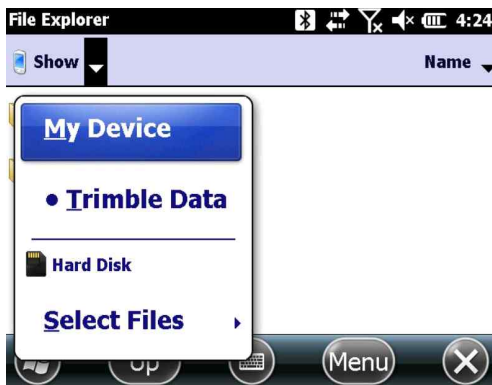 File Explorer 4:24
Show Name
My Device
• Trimble Data
Hard Disk
Select Files
Up Menu